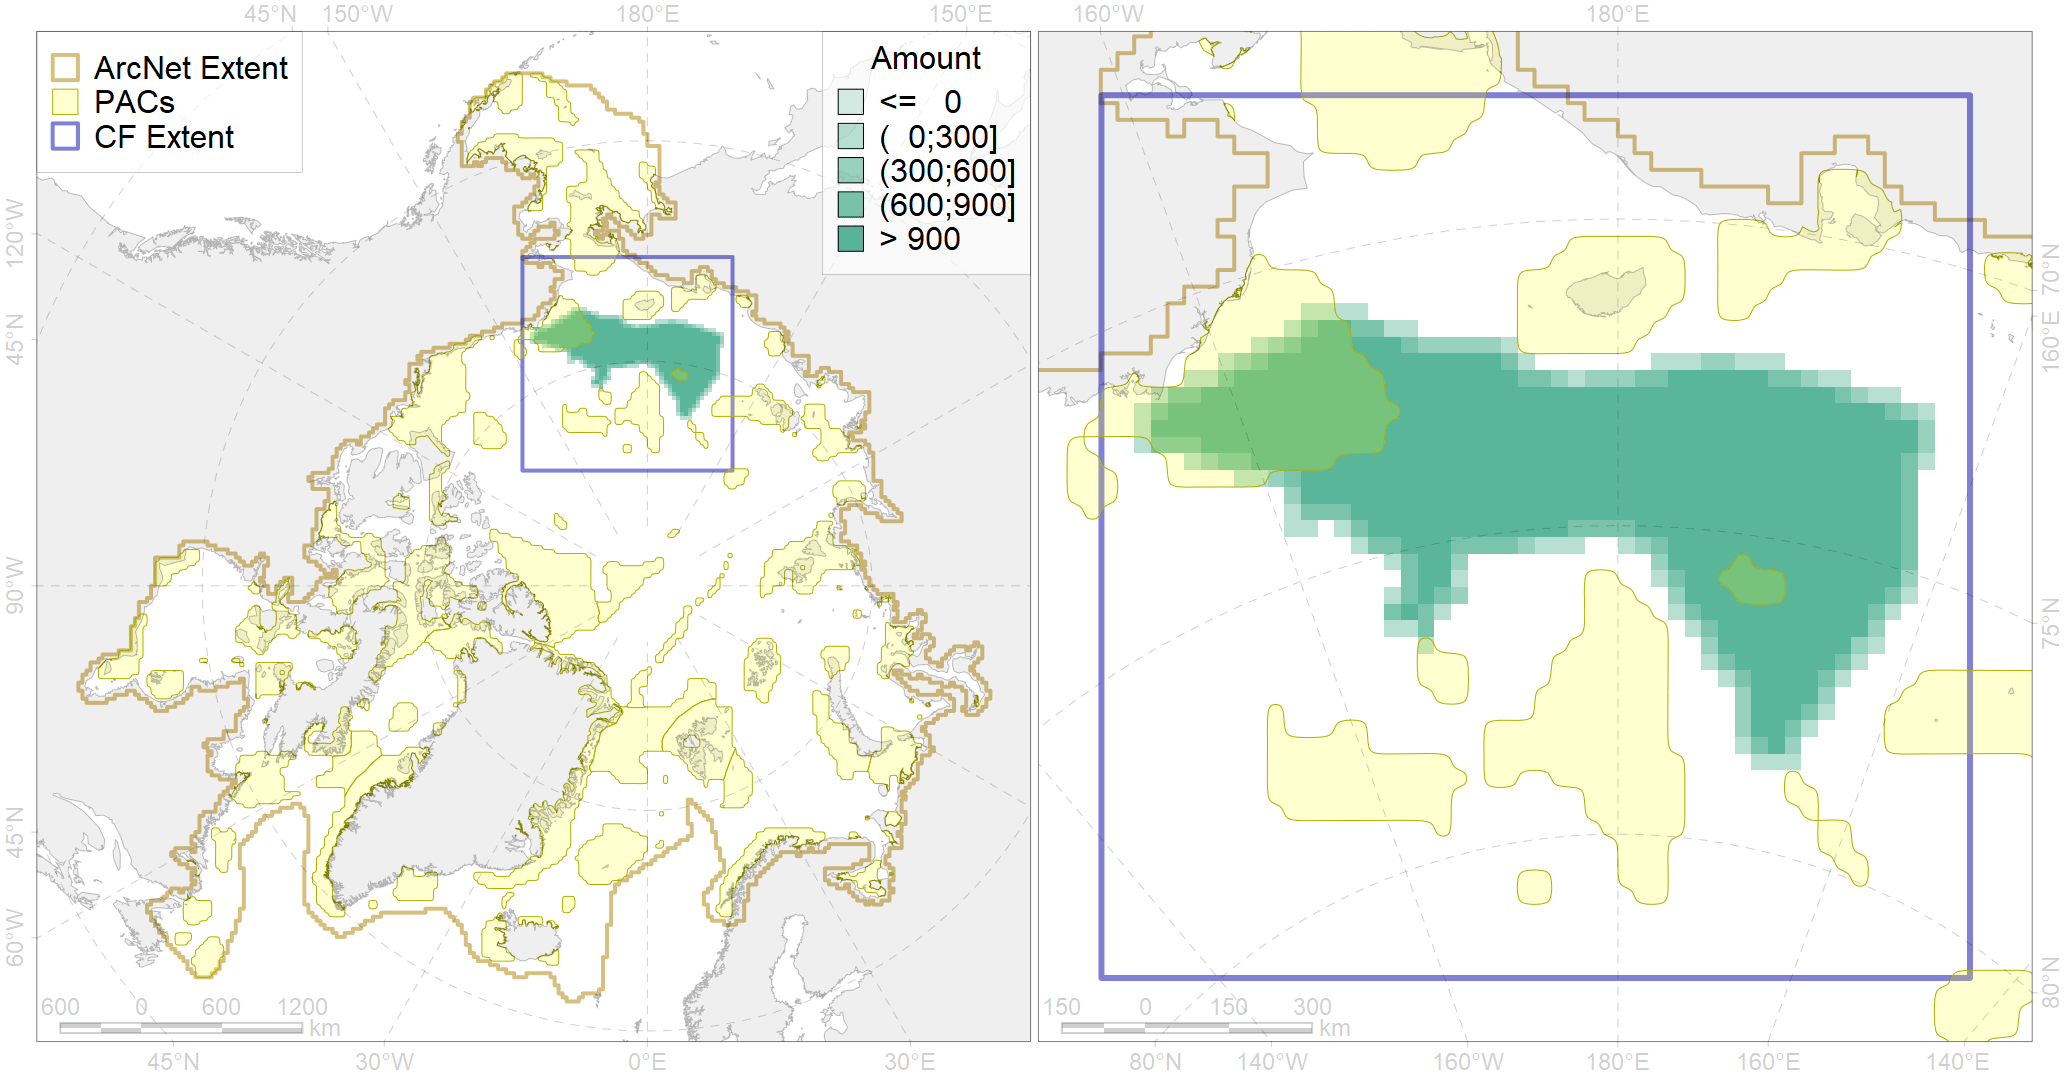 45°N 150°W 180°E 150°E 160°W 180°E
ArcNet Extent
PACs
CF Extent
Amount
<= 0
( 0;300]
(300;600]
(600;900]
> 900
120°W
45°N
90°W
45°N
60°W
70°N
160°E
75°N
80°N
600 0 600 1200
km
150 0 150 300
km
45°N 30°W 0°E 30°E 80°N 140°W 160°W 180°E 160°E 140°E